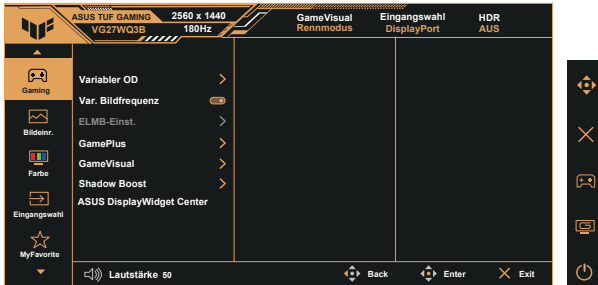 ASUS TUF GAMING 2560 x 1440
VG27WQ3B 180Hz
GameVisual
Rennmodus
Eingangswahl
DisplayPort
HDR
AUS
Gaming
Bildeinr.
Farbe
Eingangswahl
MyFavorite
Variabler OD
Var. Bildfrequenz
ELMB-Einst.
GamePlus
GameVisual
Shadow Boost
ASUS DisplayWidget Center
Lautstärke 50
Back
Enter
Exit